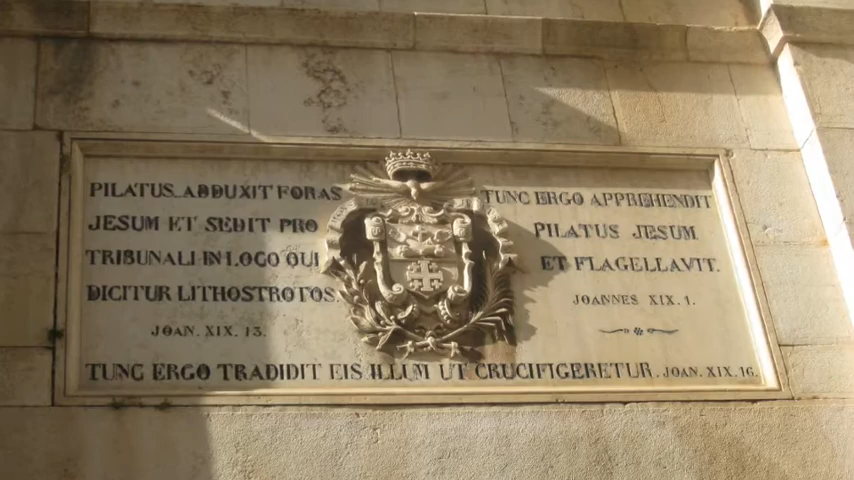 PILATUS ADDUXIT FORAS
JESUM ET SEDIT PRO
TRIBUNALI IN LOGO QUI
DICITUR LITHOSTROTOS.
JOAN. XIX. 13.
TUNC ERGO APPREHENDIT
PILATUS JESUM
ET FLAGELLAVIT.
JOANNES XIX. 1.
TUNC ERGO TRADIDIT EIS ILLUM UT CRUCIFIGERETUR. JOAN. XIX. 16.